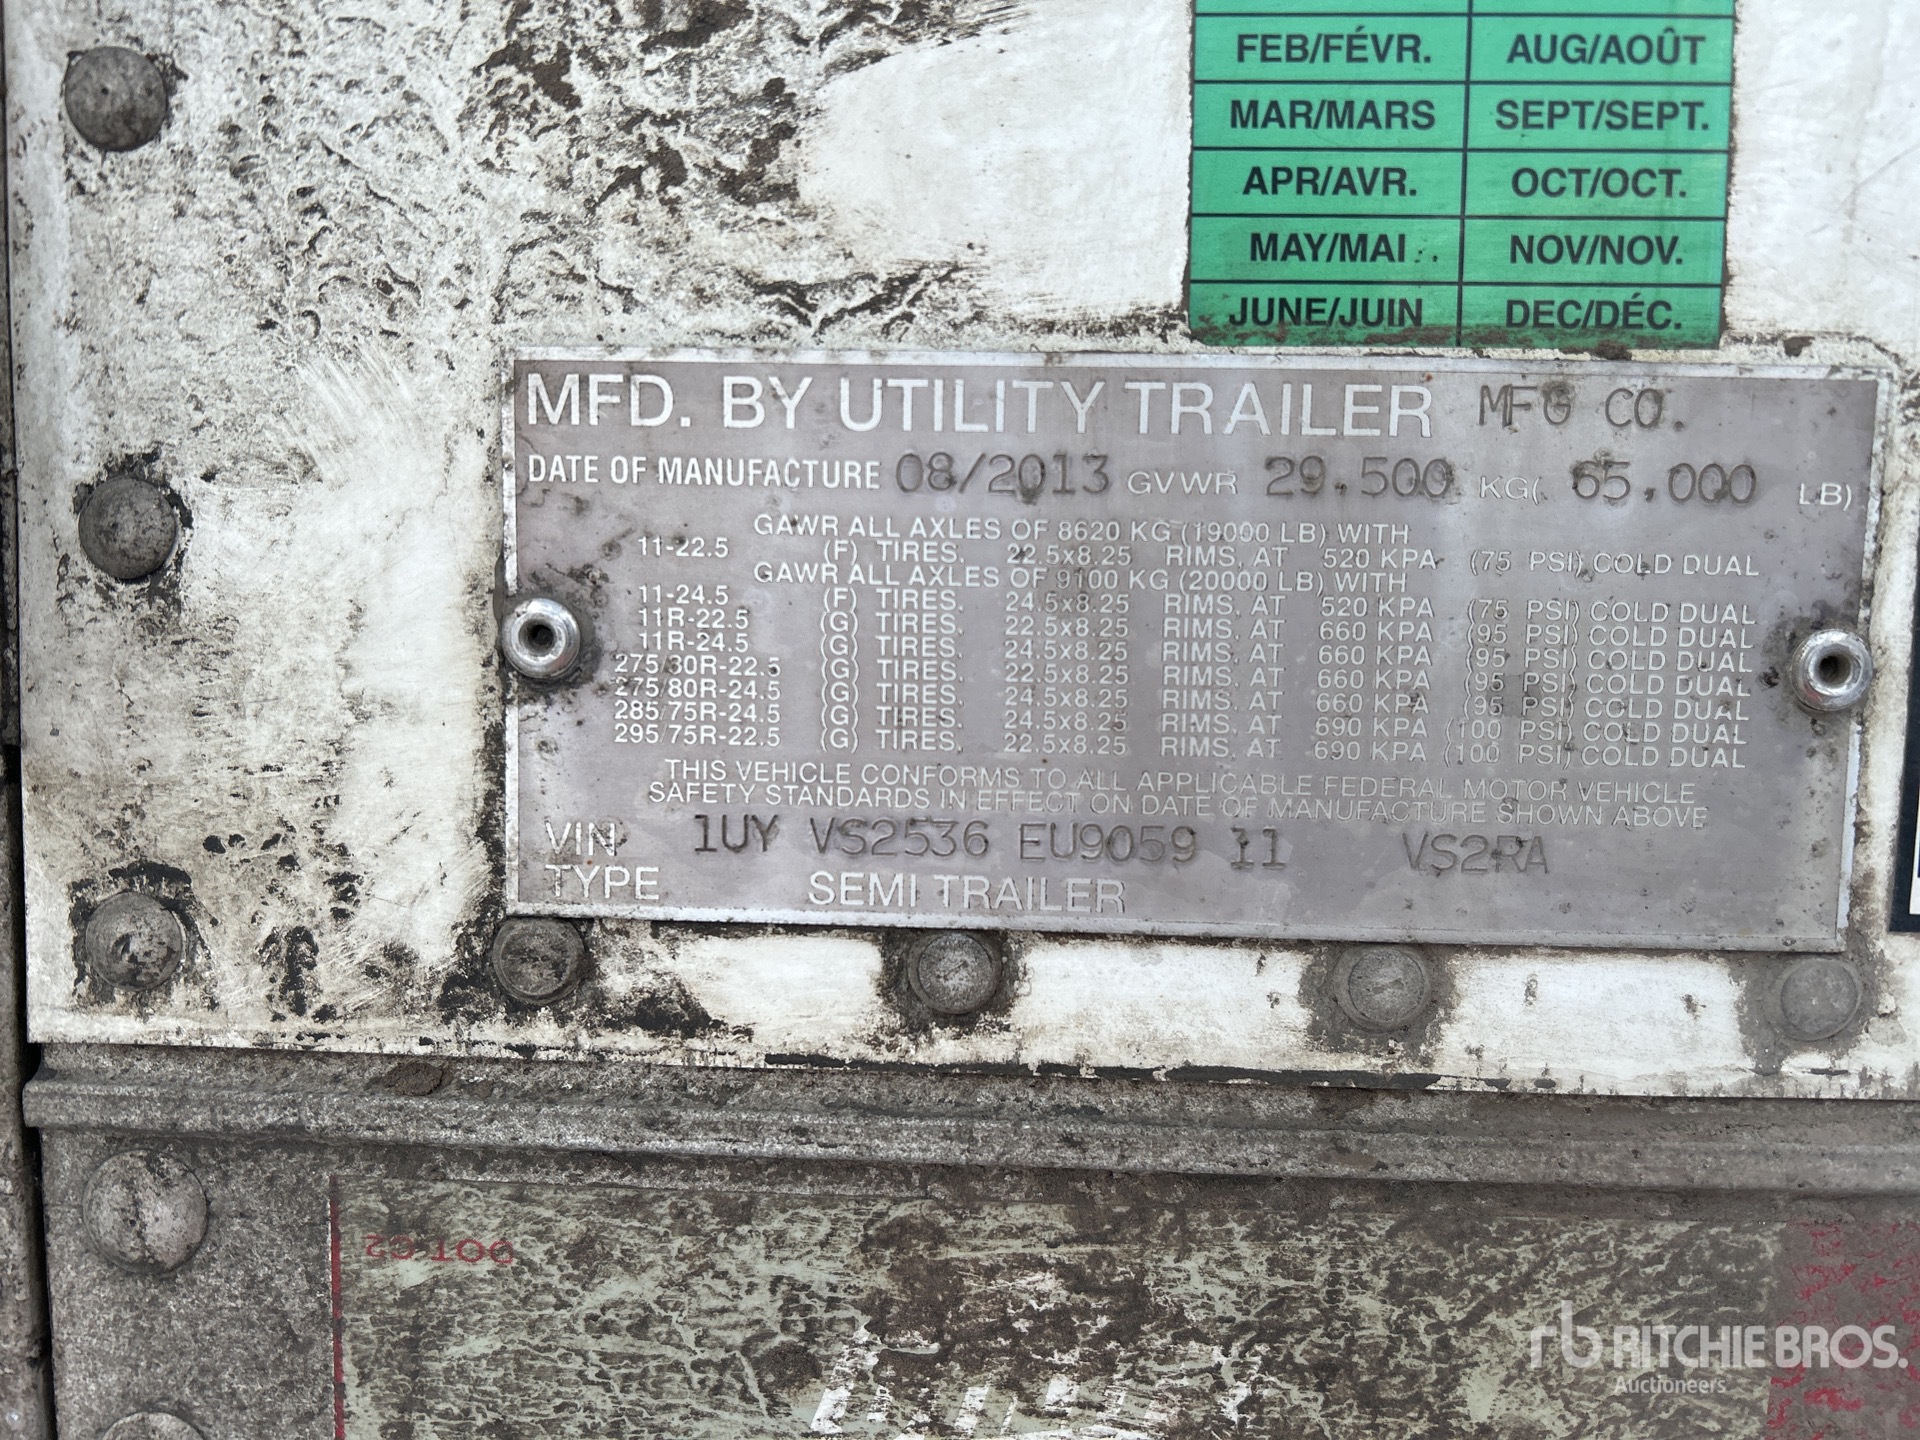 FEB/FÉVR. AUG/AOÛT
MAR/MARS SEPT/SEPT.
APR/AVR. OCT/OCT.
MAY/MAI NOV/NOV.
JUNE/JUIN DEC/DÉC.
MFD. BY UTILITY TRAILER MFG CO.
DATE OF MANUFACTURE 08/2013 GVWR 29,500 KG( 65,000 LB)
GAWR ALL AXLES OF 8620 KG (19000 LB) WITH
11-22.5 (F) TIRES, 22.5x8.25 RIMS, AT 520 KPA (75 PSI) COLD DUAL
GAWR ALL AXLES OF 9100 KG (20000 LB) WITH
11-24.5 (F) TIRES, 24.5x8.25 RIMS, AT 520 KPA (75 PSI) COLD DUAL
11R-22.5 (G) TIRES, 22.5x8.25 RIMS, AT 660 KPA (95 PSI) COLD DUAL
11R-24.5 (G) TIRES, 24.5x8.25 RIMS, AT 660 KPA (95 PSI) COLD DUAL
275/80R-22.5 (G) TIRES, 22.5x8.25 RIMS, AT 660 KPA (95 PSI) COLD DUAL
275/80R-24.5 (G) TIRES, 24.5x8.25 RIMS, AT 660 KPA (95 PSI) COLD DUAL
285/75R-24.5 (G) TIRES, 24.5x8.25 RIMS, AT 690 KPA (100 PSI) COLD DUAL
295/75R-22.5 (G) TIRES, 22.5x8.25 RIMS, AT 690 KPA (100 PSI) COLD DUAL
THIS VEHICLE CONFORMS TO ALL APPLICABLE FEDERAL MOTOR VEHICLE
SAFETY STANDARDS IN EFFECT ON DATE OF MANUFACTURE SHOWN ABOVE
VIN 1UY VS2536 EU9059 11 VS2RA
TYPE SEMI TRAILER
DOT-C2
rb RITCHIE BROS.
Auctioneers